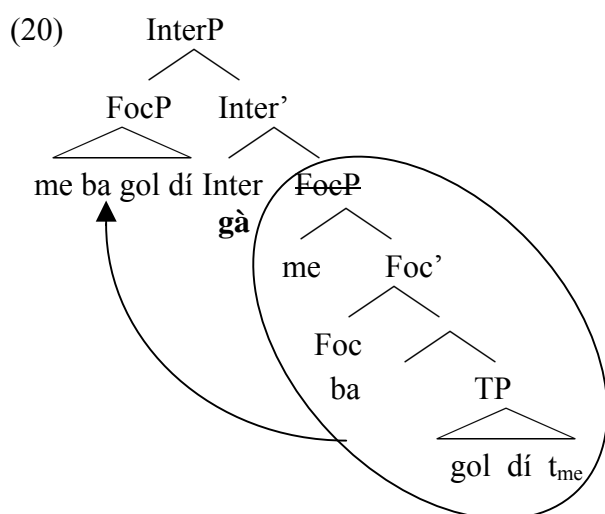 (20) InterP
FocP Inter’
me ba gol dí Inter FocP
gà
me Foc’
Foc
ba TP
gol dí tme